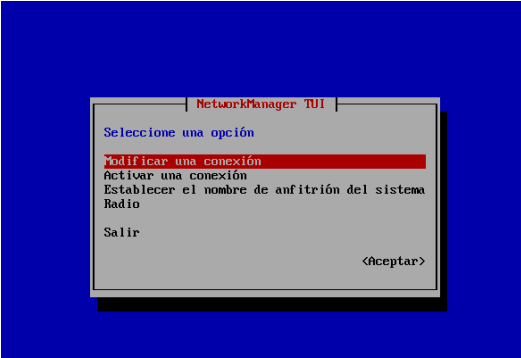 NetworkManager TUI
Seleccione una opción
Modificar una conexión
Activar una conexión
Establecer el nombre de anfitrión del sistema
Radio
Salir
<Aceptar>